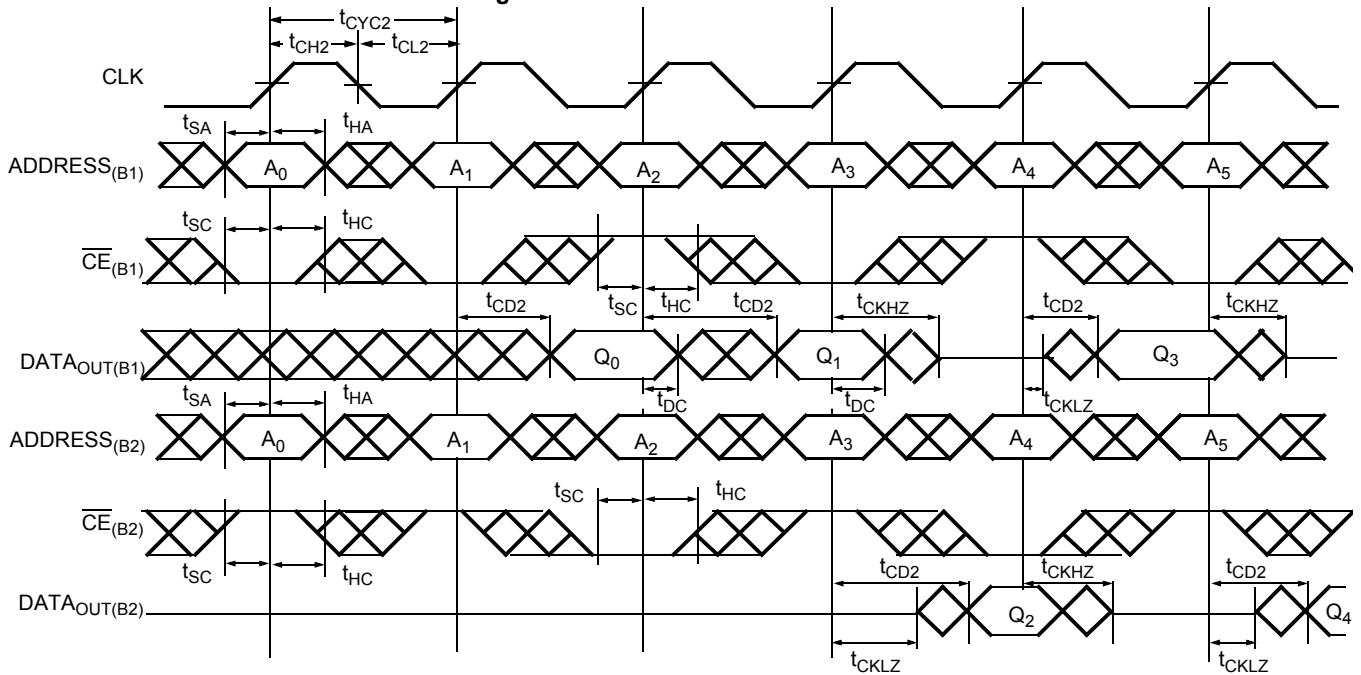 g
tCYC2
tCH2 tCL2
CLK
tSA tHA
ADDRESS(B1) A0 A1 A2 A3 A4 A5
tSC tHC
CE(B1)
tCD2 tSC tHC tCD2 tCKHZ tCD2 tCKHZ
DATAOUT(B1) Q0 Q1 Q3
tSA tHA tDC tDC tCKLZ
ADDRESS(B2) A0 A1 A2 A3 A4 A5
tSC tHC
CE(B2)
tSC tHC tCD2 tCKHZ tCD2
DATAOUT(B2) Q2 Q4
tCKLZ tCKLZ